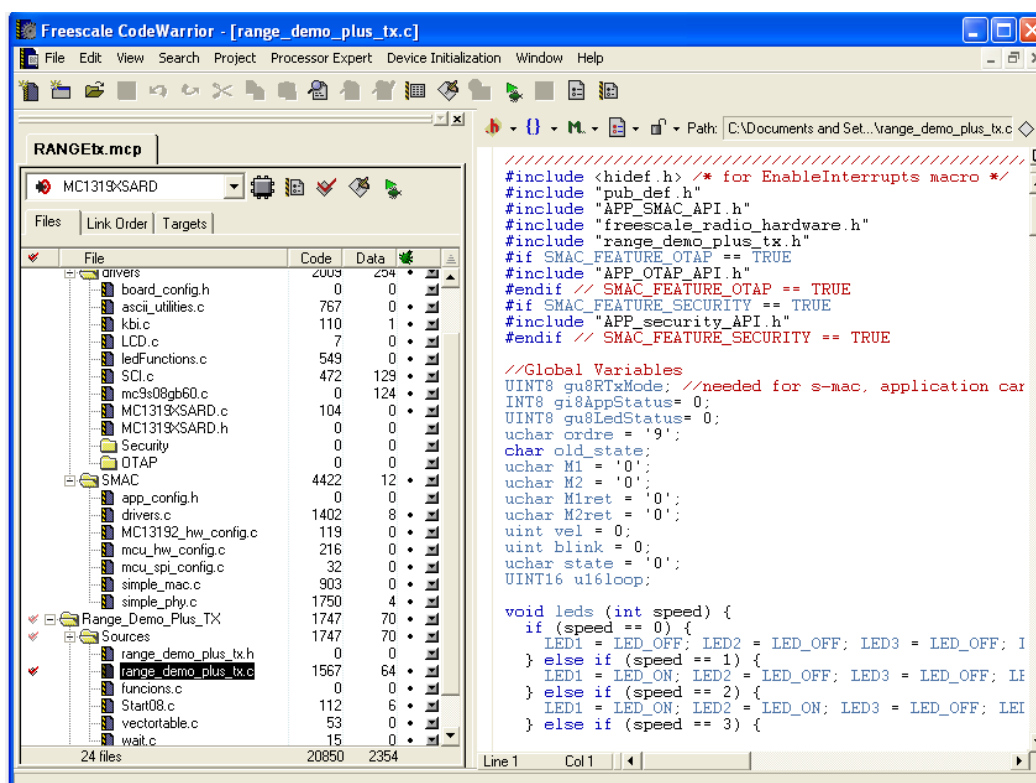 Freescale CodeWarrior - [range_demo_plus_tx.c]
File Edit View Search Project Processor Expert Device Initialization Window Help
RANGEtx.mcp
MC1319XSARD
Files Link Order Targets
File Code Data
drivers 2009 254
board_config.h 0 0
ascii_utilities.c 767 0
kbi.c 110 1
LCD.c 7 0
ledFunctions.c 549 0
SCI.c 472 129
mc9s08gb60.c 0 124
MC1319XSARD.c 104 0
MC1319XSARD.h 0 0
Security 0 0
OTAP 0 0
SMAC 4422 12
app_config.h 0 0
drivers.c 1402 8
MC13192_hw_config.c 119 0
mcu_hw_config.c 216 0
mcu_spi_config.c 32 0
simple_mac.c 903 0
simple_phy.c 1750 4
Range_Demo_Plus_TX 1747 70
Sources 1747 70
range_demo_plus_tx.h 0 0
range_demo_plus_tx.c 1567 64
funcions.c 0 0
Start08.c 112 6
vectortable.c 53 0
wait.c 15 0
24 files 20850 2354
h {} M. Path: C:\Documents and Set...\range_demo_plus_tx.c
////////////////////////////////////////////////////////////////
#include <hidef.h> /* for EnableInterrupts macro */
#include "pub_def.h"
#include "APP_SMAC_API.h"
#include "freescale_radio_hardware.h"
#include "range_demo_plus_tx.h"
#if SMAC_FEATURE_OTAP == TRUE
#include "APP_OTAP_API.h"
#endif // SMAC_FEATURE_OTAP == TRUE
#if SMAC_FEATURE_SECURITY == TRUE
#include "APP_security_API.h"
#endif // SMAC_FEATURE_SECURITY == TRUE
//Global Variables
UINT8 gu8RTxMode; //needed for s-mac, application can
INT8 gi8AppStatus= 0;
UINT8 gu8LedStatus= 0;
uchar ordre = '9';
char old_state;
uchar M1 = '0';
uchar M2 = '0';
uchar M1ret = '0';
uchar M2ret = '0';
uint vel = 0;
uint blink = 0;
uchar state = '0';
UINT16 u16loop;
void leds (int speed) {
if (speed == 0) {
LED1 = LED_OFF; LED2 = LED_OFF; LED3 = LED_OFF;
} else if (speed == 1) {
LED1 = LED_ON; LED2 = LED_OFF; LED3 = LED_OFF; LE
} else if (speed == 2) {
LED1 = LED_ON; LED2 = LED_ON; LED3 = LED_OFF; LED
} else if (speed == 3) {
Line 1 Col 1